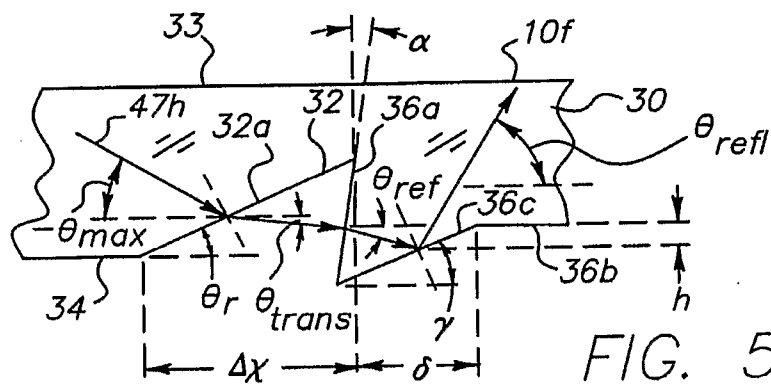 α
33
10f
47h
32
36a
30
32a
θrefl
θref
36c
θmax
36b
θr
θtrans
34
γ
h
Δχ
δ
FIG. 5